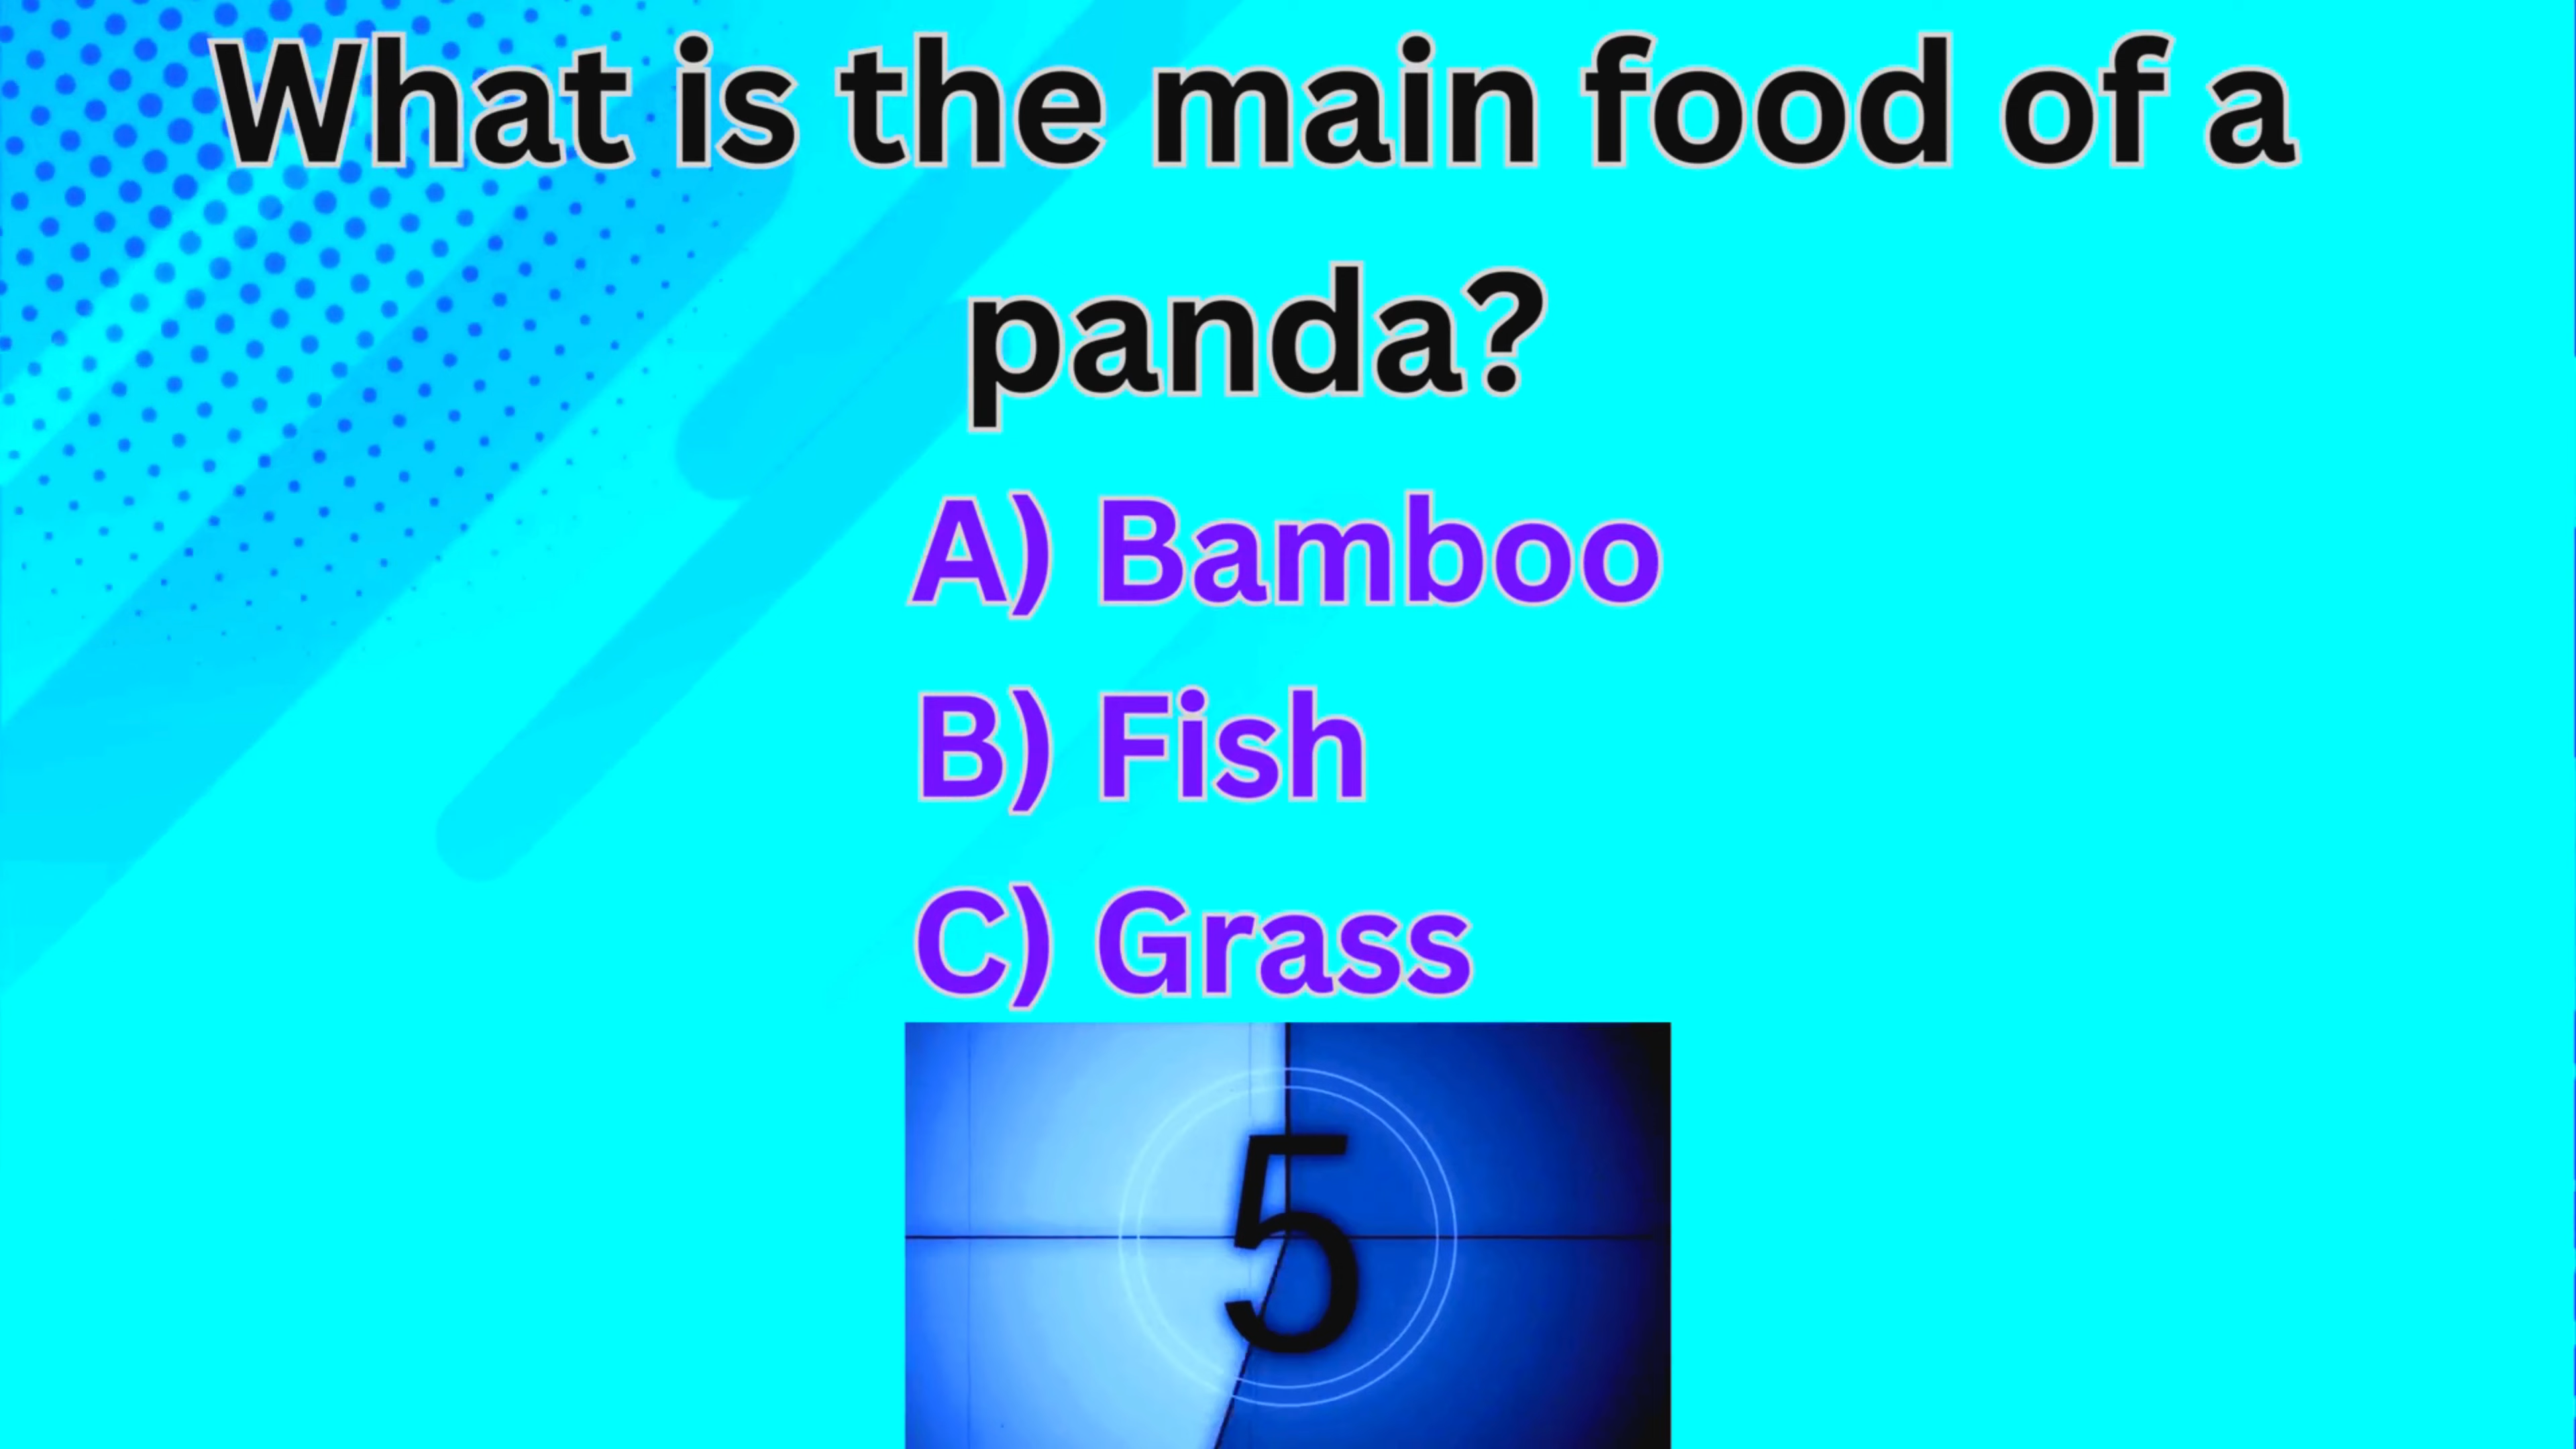 What is the main food of a
panda?
A) Bamboo
B) Fish
C) Grass
5